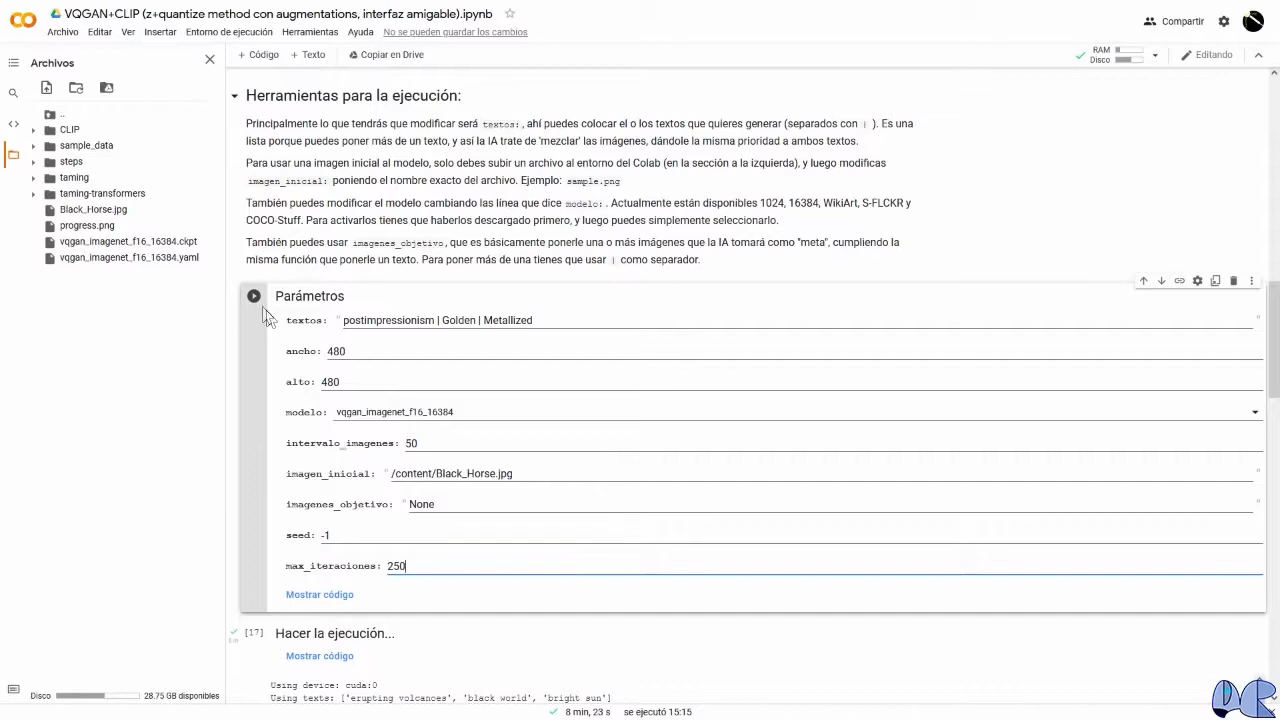 VQGAN+CLIP (z+quantize method con augmentations, interfaz amigable).ipynb
Archivo Editar Ver Insertar Entorno de ejecución Herramientas Ayuda No se pueden guardar los cambios
Compartir
Archivos
+ Código + Texto Copiar en Drive
RAM
Disco
Editando
..
CLIP
sample_data
steps
taming
taming-transformers
Black_Horse.jpg
progress.png
vqgan_imagenet_f16_16384.ckpt
vqgan_imagenet_f16_16384.yaml
Disco 28.75 GB disponibles
Herramientas para la ejecución:
Principalmente lo que tendrás que modificar será textos:, ahí puedes colocar el o los textos que quieres generar (separados con | ). Es una
lista porque puedes poner más de un texto, y así la IA trate de 'mezclar' las imágenes, dándole la misma prioridad a ambos textos.
Para usar una imagen inicial al modelo, solo debes subir un archivo al entorno del Colab (en la sección a la izquierda), y luego modificas
imagen_inicial: poniendo el nombre exacto del archivo. Ejemplo: sample.png
También puedes modificar el modelo cambiando las línea que dice modelo:. Actualmente están disponibles 1024, 16384, WikiArt, S-FLCKR y
COCO-Stuff. Para activarlos tienes que haberlos descargado primero, y luego puedes simplemente seleccionarlo.
También puedes usar imagenes_objetivo, que es básicamente ponerle una o más imágenes que la IA tomará como "meta", cumpliendo la
misma función que ponerle un texto. Para poner más de una tienes que usar | como separador.
Parámetros
textos: " postimpressionism | Golden | Metallized "
ancho: 480
alto: 480
modelo: vqgan_imagenet_f16_16384
intervalo_imagenes: 50
imagen_inicial: " /content/Black_Horse.jpg "
imagenes_objetivo: " None "
seed: -1
max_iteraciones: 250
Mostrar código
[17] Hacer la ejecución...
Mostrar código
Using device: cuda:0
Using texts: ['erupting volcances', 'black world', 'bright sun']
8 min, 23 s se ejecutó 15:15
DCR